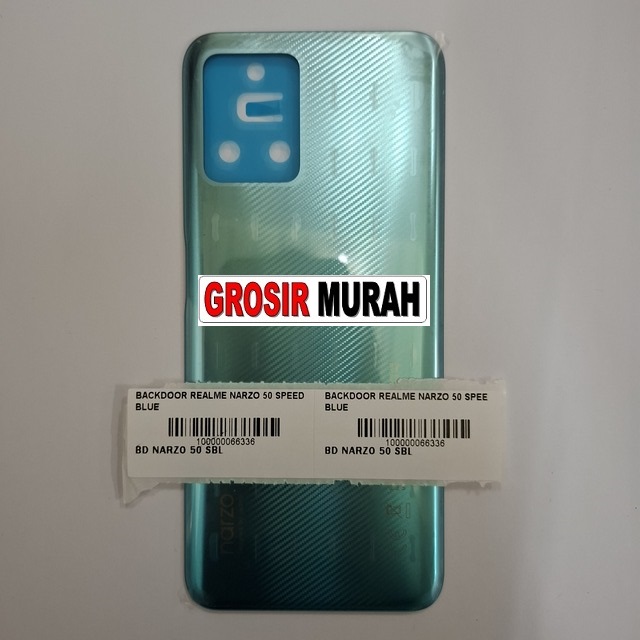 GROSIR MURAH
BACKDOOR REALME NARZO 50 SPEED
BLUE
100000066336
BD NARZO 50 SBL
BACKDOOR REALME NARZO 50 SPEE
BLUE
100000066336
BD NARZO 50 SBL
narzo